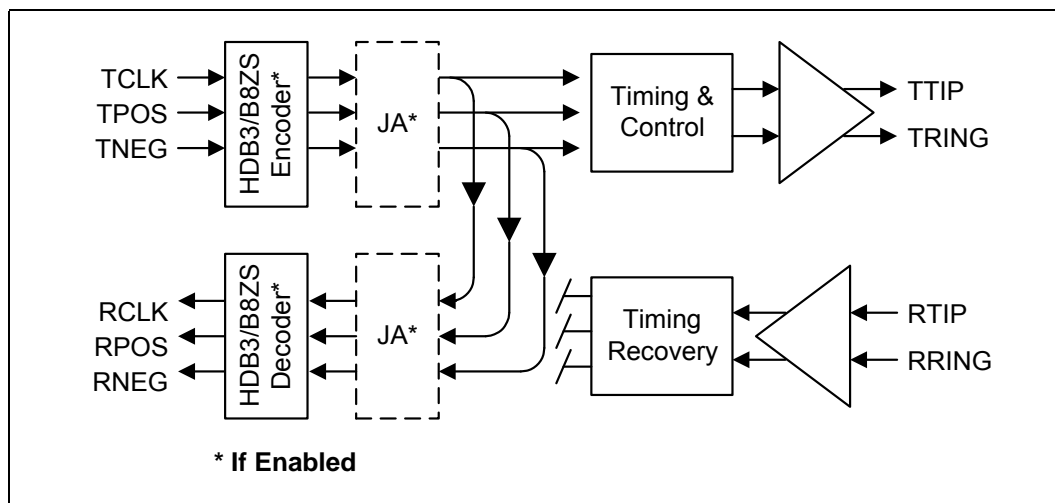 TCLK
TPOS
TNEG
HDB3/B8ZS
Encoder*
JA*
Timing &
Control
TTIP
TRING
RCLK
RPOS
RNEG
HDB3/B8ZS
Decoder*
JA*
Timing
Recovery
RTIP
RRING
* If Enabled